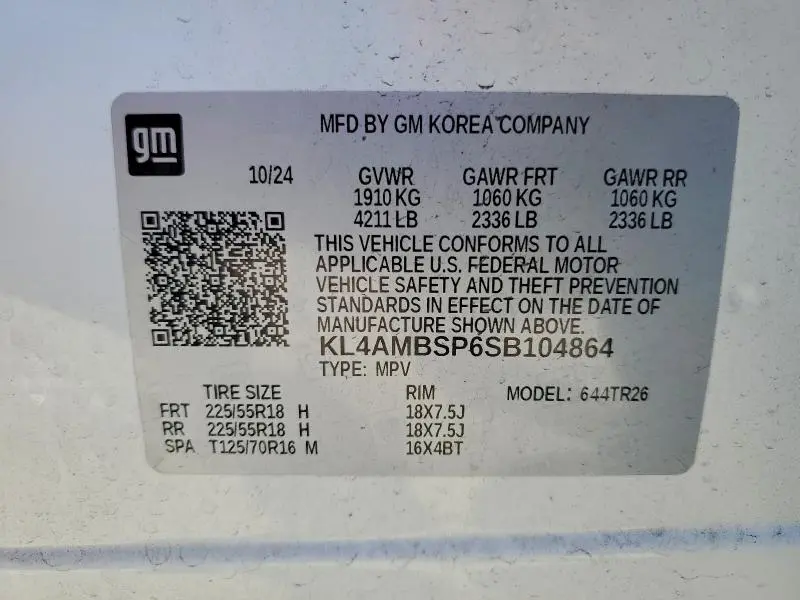 gm
MFD BY GM KOREA COMPANY
10/24 GVWR GAWR FRT GAWR RR
1910 KG 1060 KG 1060 KG
4211 LB 2336 LB 2336 LB
THIS VEHICLE CONFORMS TO ALL
APPLICABLE U.S. FEDERAL MOTOR
VEHICLE SAFETY AND THEFT PREVENTION
STANDARDS IN EFFECT ON THE DATE OF
MANUFACTURE SHOWN ABOVE.
KL4AMBSP6SB104864
TYPE: MPV
TIRE SIZE RIM MODEL: 644TR26
FRT 225/55R18 H 18X7.5J
RR 225/55R18 H 18X7.5J
SPA T125/70R16 M 16X4BT